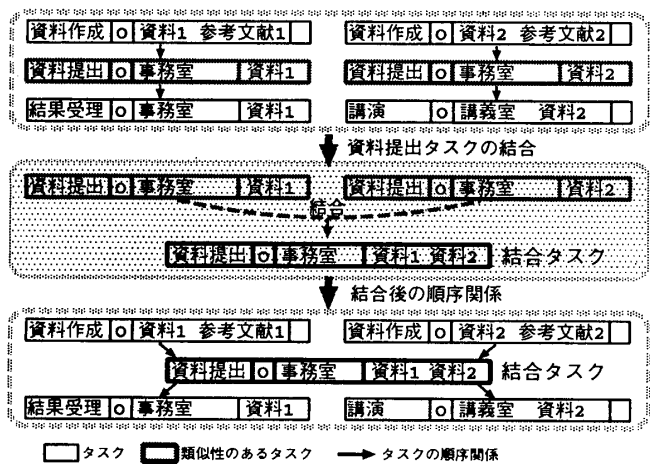 資料作成 o 資料1 参考文献1 資料作成 o 資料2 参考文献2
資料提出 o 事務室 資料1 資料提出 o 事務室 資料2
結果受理 o 事務室 資料1 講演 o 講義室 資料2
資料提出タスクの結合
資料提出 o 事務室 資料1 資料提出 o 事務室 資料2
結合
資料提出 o 事務室 資料1 資料2 結合タスク
結合後の順序関係
資料作成 o 資料1 参考文献1 資料作成 o 資料2 参考文献2
資料提出 o 事務室 資料1 資料2 結合タスク
結果受理 o 事務室 資料1 講演 o 講義室 資料2
タスク 類似性のあるタスク タスクの順序関係